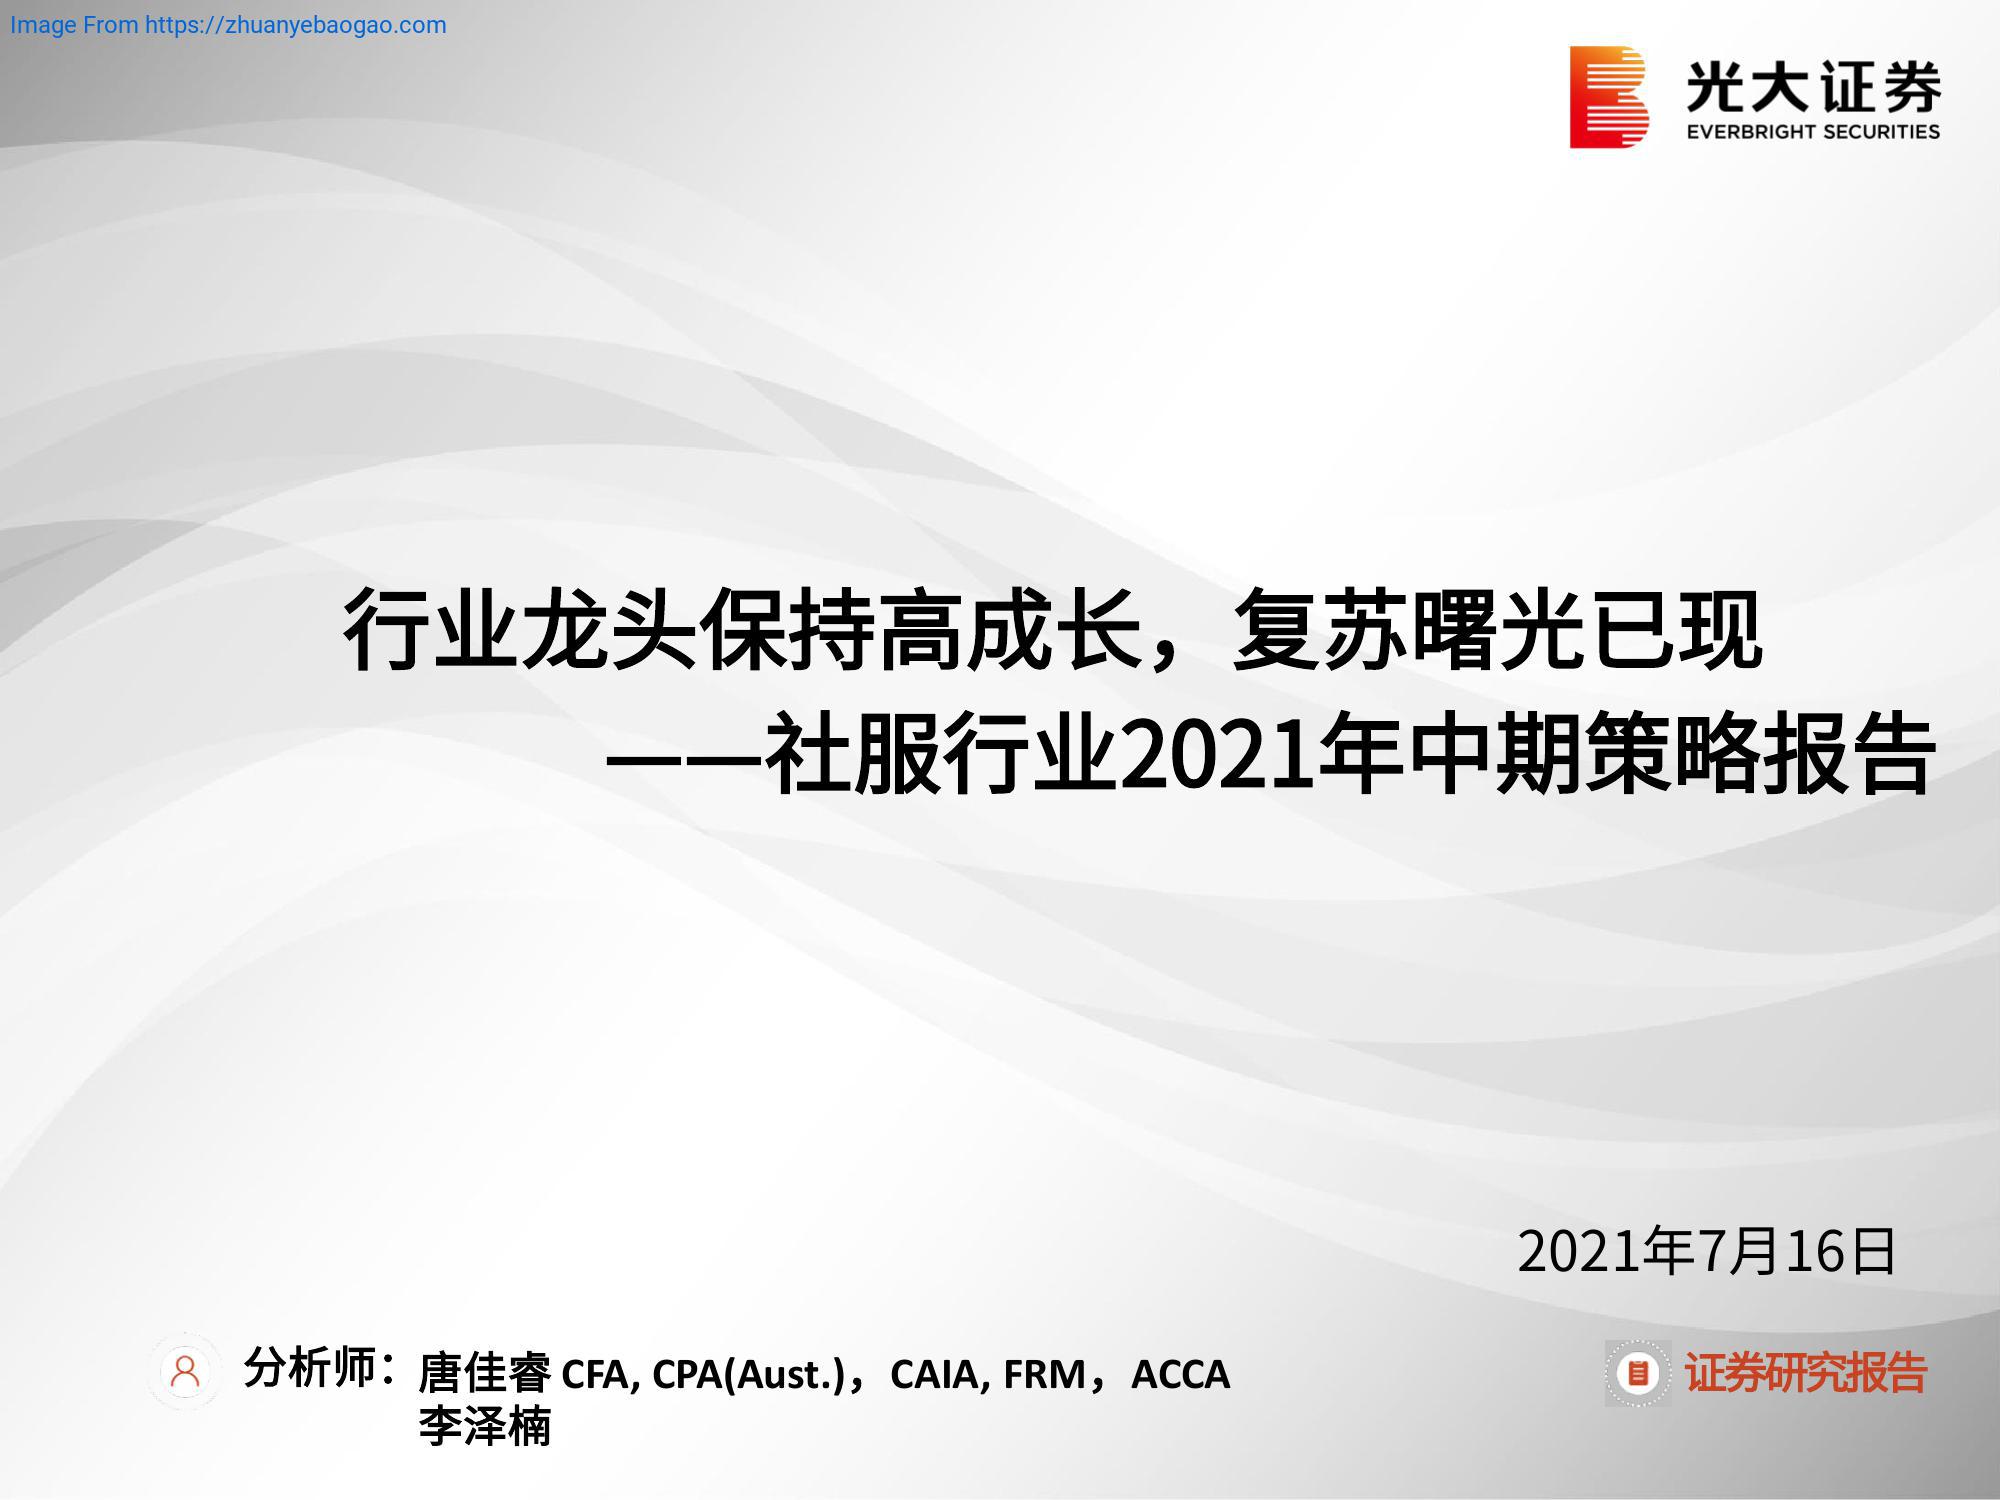 Image From https://zhuanyebaogao.com
光大证券
EVERBRIGHT SECURITIES
行业龙头保持高成长，复苏曙光已现
——社服行业2021年中期策略报告
2021年7月16日
分析师：唐佳睿 CFA, CPA(Aust.)，CAIA, FRM，ACCA
李泽楠
证券研究报告